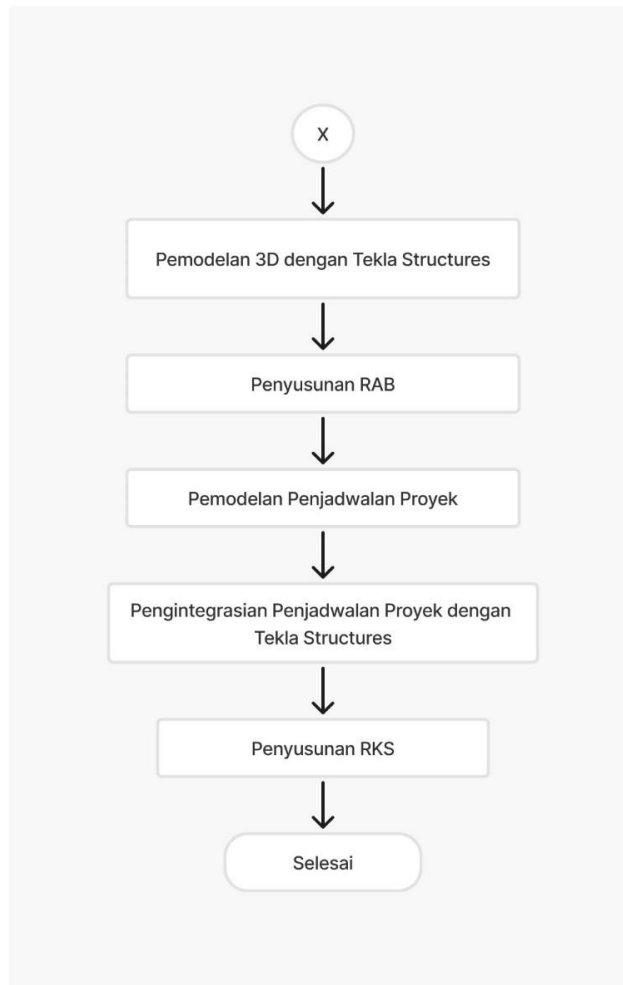 X
Pemodelan 3D dengan Tekla Structures
Penyusunan RAB
Pemodelan Penjadwalan Proyek
Pengintegrasian Penjadwalan Proyek dengan
Tekla Structures
Penyusunan RKS
Selesai